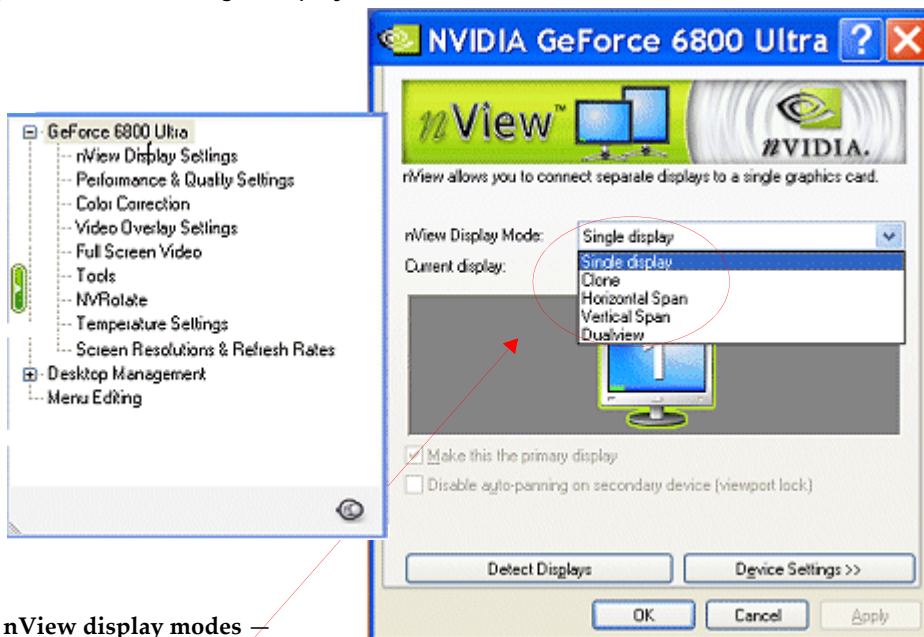 NVIDIA GeForce 6800 Ultra
nView™
NVIDIA.
nView allows you to connect separate displays to a single graphics card.
GeForce 6800 Ultra
nView Display Settings
Performance & Quality Settings
Color Correction
Video Overlay Settings
Full Screen Video
Tools
NVRotate
Temperature Settings
Screen Resolutions & Refresh Rates
Desktop Management
Menu Editing
nView Display Mode: Single display
Current display:
Single display
Clone
Horizontal Span
Vertical Span
Dualview
1
Make this the primary display
Disable auto-panning on secondary device (viewport lock)
Detect Displays Device Settings >>
OK Cancel Apply
nView display modes —